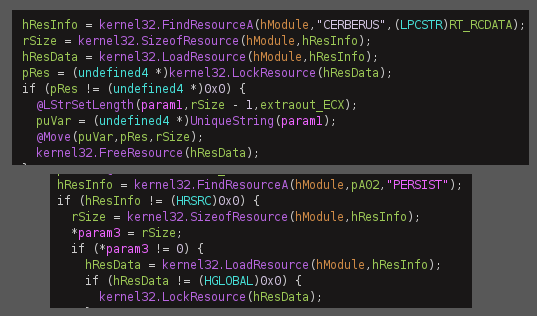 hResInfo = kernel32.FindResourceA(hModule,"CERBERUS",(LPCSTR)RT_RCDATA);
rSize = kernel32.SizeofResource(hModule,hResInfo);
hResData = kernel32.LoadResource(hModule,hResInfo);
pRes = (undefined4 *)kernel32.LockResource(hResData);
if (pRes != (undefined4 *)0x0) {
@LStrSetLength(param1,rSize - 1,extraout_ECX);
puVar = (undefined4 *)UniqueString(param1);
@Move(puVar,pRes,rSize);
kernel32.FreeResource(hResData);
hResInfo = kernel32.FindResourceA(hModule,pA02,"PERSIST");
if (hResInfo != (HRSRC)0x0) {
rSize = kernel32.SizeofResource(hModule,hResInfo);
*param3 = rSize;
if (*param3 != 0) {
hResData = kernel32.LoadResource(hModule,hResInfo);
if (hResData != (HGLOBAL)0x0) {
kernel32.LockResource(hResData);